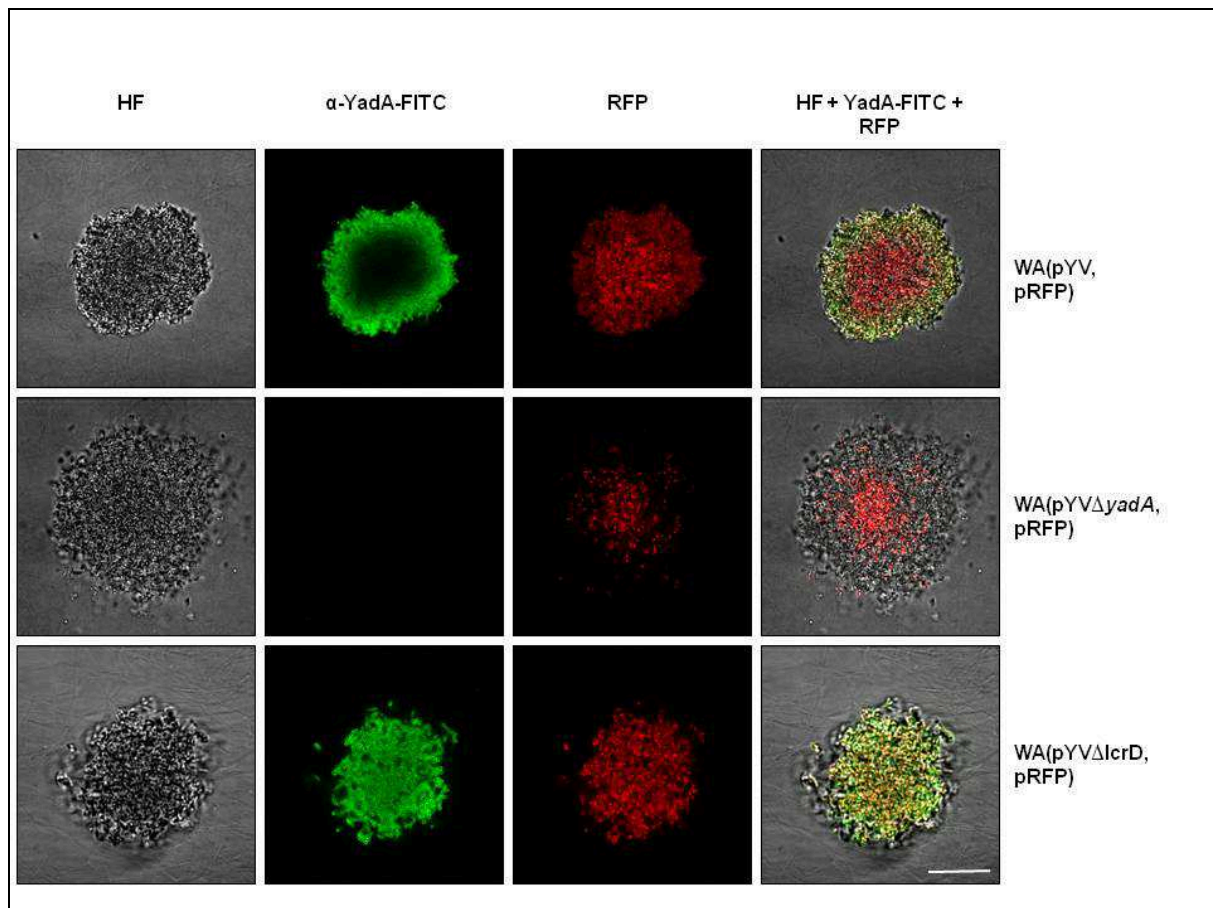 HF
α-YadA-FITC
RFP
HF + YadA-FITC +
RFP
WA(pYV,
pRFP)
WA(pYVΔyadA,
pRFP)
WA(pYVΔlcrD,
pRFP)